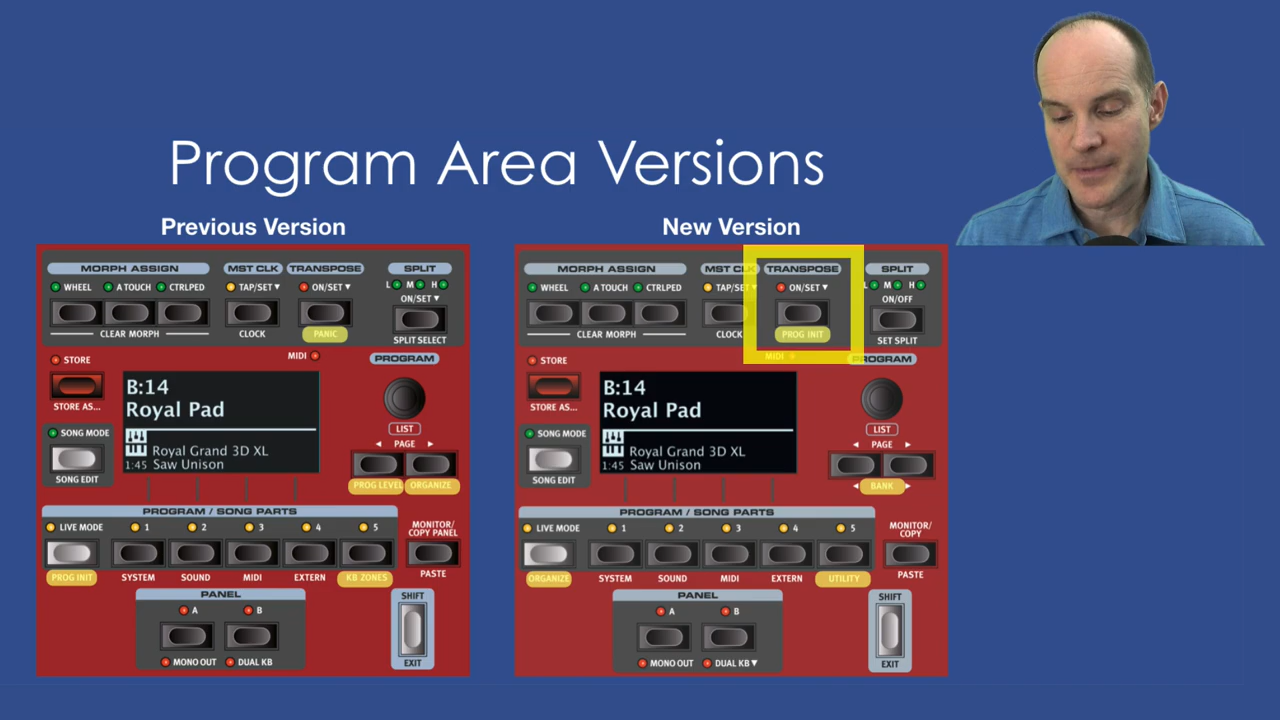 Program Area Versions
Previous Version
MORPH ASSIGN MST CLK TRANSPOSE SPLIT
L M H
WHEEL A TOUCH CTRLPED TAP/SET▼ ON/SET▼
ON/SET▼
CLEAR MORPH CLOCK PANIC SPLIT SELECT
STORE MIDI PROGRAM
STORE AS...
B:14
Royal Pad
Royal Grand 3D XL
1:45 Saw Unison
LIST
◄ PAGE ►
SONG MODE
SONG EDIT
PROG LEVEL ORGANIZE
PROGRAM / SONG PARTS
LIVE MODE 1 2 3 4 5
MONITOR/
COPY PANEL
PROG INIT SYSTEM SOUND MIDI EXTERN KB ZONES PASTE
PANEL SHIFT
A B
MONO OUT DUAL KB EXIT
New Version
MORPH ASSIGN MST CLK TRANSPOSE SPLIT
L M H
WHEEL A TOUCH CTRLPED TAP/SET▼ ON/SET▼
ON/OFF
CLEAR MORPH CLOCK PROG INIT SET SPLIT
STORE MIDI PROGRAM
STORE AS...
B:14
Royal Pad
Royal Grand 3D XL
1:45 Saw Unison
LIST
◄ PAGE ►
SONG MODE
SONG EDIT
◄ BANK ►
PROGRAM / SONG PARTS
LIVE MODE 1 2 3 4 5
MONITOR/
COPY
ORGANIZE SYSTEM SOUND MIDI EXTERN UTILITY PASTE
PANEL SHIFT
A B
MONO OUT DUAL KB▼ EXIT